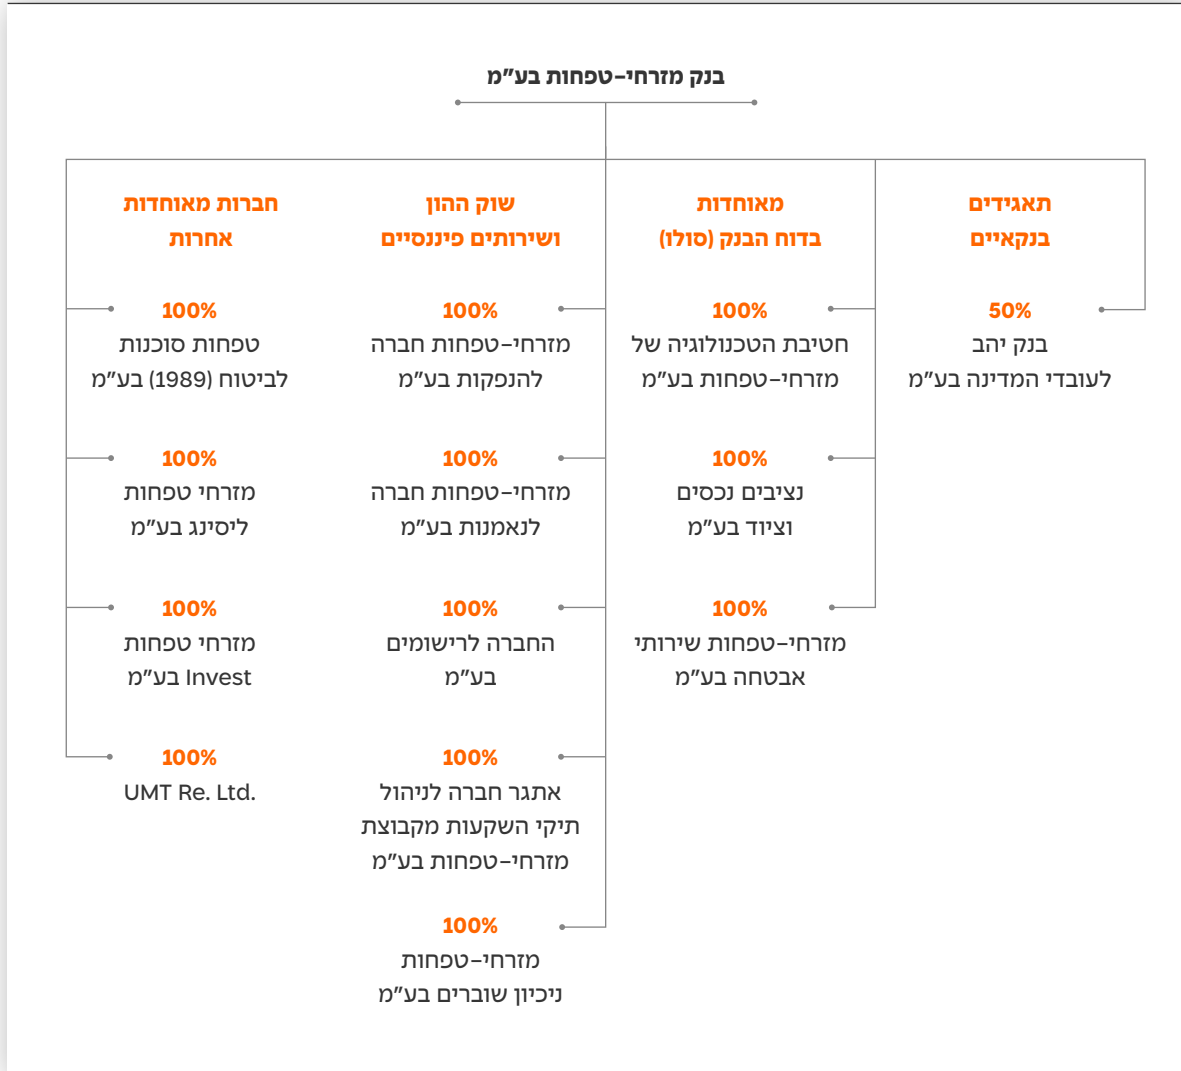 בנק מזרחי-טפחות בע"מ
תאגידים
בנקאיים
50%
בנק יהב
לעובדי המדינה בע"מ
מאוחדות
בדוח הבנק (סולו)
100%
חטיבת הטכנולוגיה של
מזרחי-טפחות בע"מ
100%
נציבים נכסים
וציוד בע"מ
100%
מזרחי-טפחות שירותי
אבטחה בע"מ
שוק ההון
ושירותים פיננסיים
100%
מזרחי-טפחות חברה
להנפקות בע"מ
100%
מזרחי-טפחות חברה
לנאמנות בע"מ
100%
החברה לרישומים
בע"מ
100%
אתגר חברה לניהול
תיקי השקעות מקבוצת
מזרחי-טפחות בע"מ
100%
מזרחי-טפחות
ניכיון שוברים בע"מ
חברות מאוחדות
אחרות
100%
טפחות סוכנות
לביטוח (1989) בע"מ
100%
מזרחי טפחות
ליסינג בע"מ
100%
מזרחי טפחות
Invest בע"מ
100%
UMT Re. Ltd.